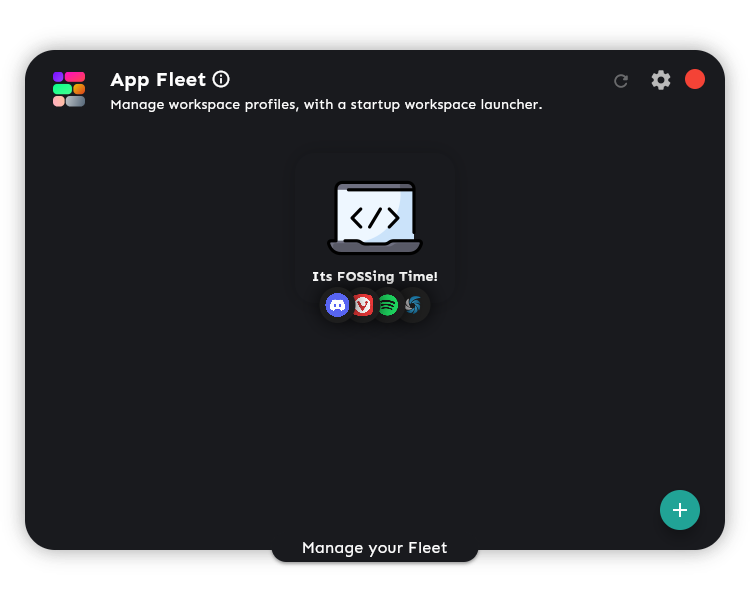 App Fleet
Manage workspace profiles, with a startup workspace launcher.
</>
Its FOSSing Time!
Manage your Fleet